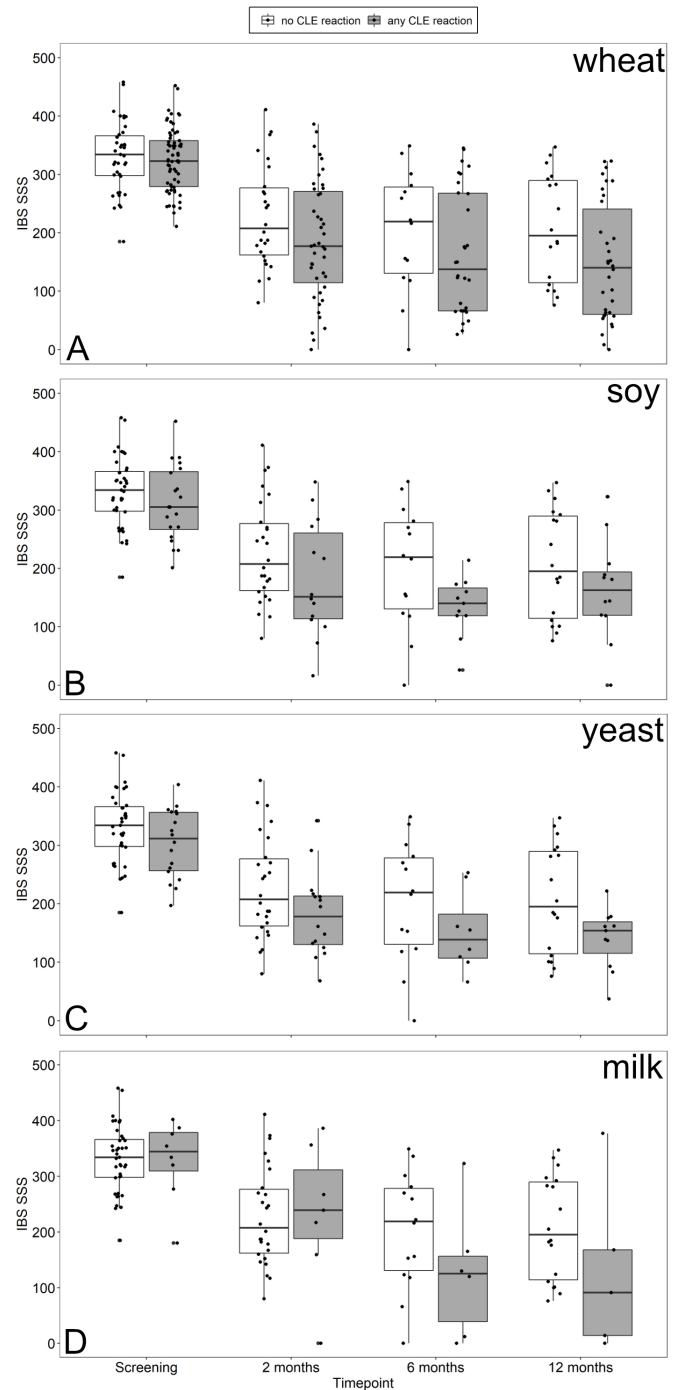 no CLE reaction any CLE reaction
wheat
500
400
300
200
100
0
IBS SSS
A
soy
500
400
300
200
100
0
IBS SSS
B
yeast
500
400
300
200
100
0
IBS SSS
C
milk
500
400
300
200
100
0
IBS SSS
D
Screening 2 months 6 months 12 months
Timepoint